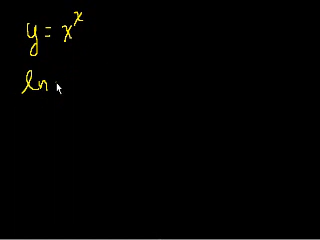 y = x^x
ln